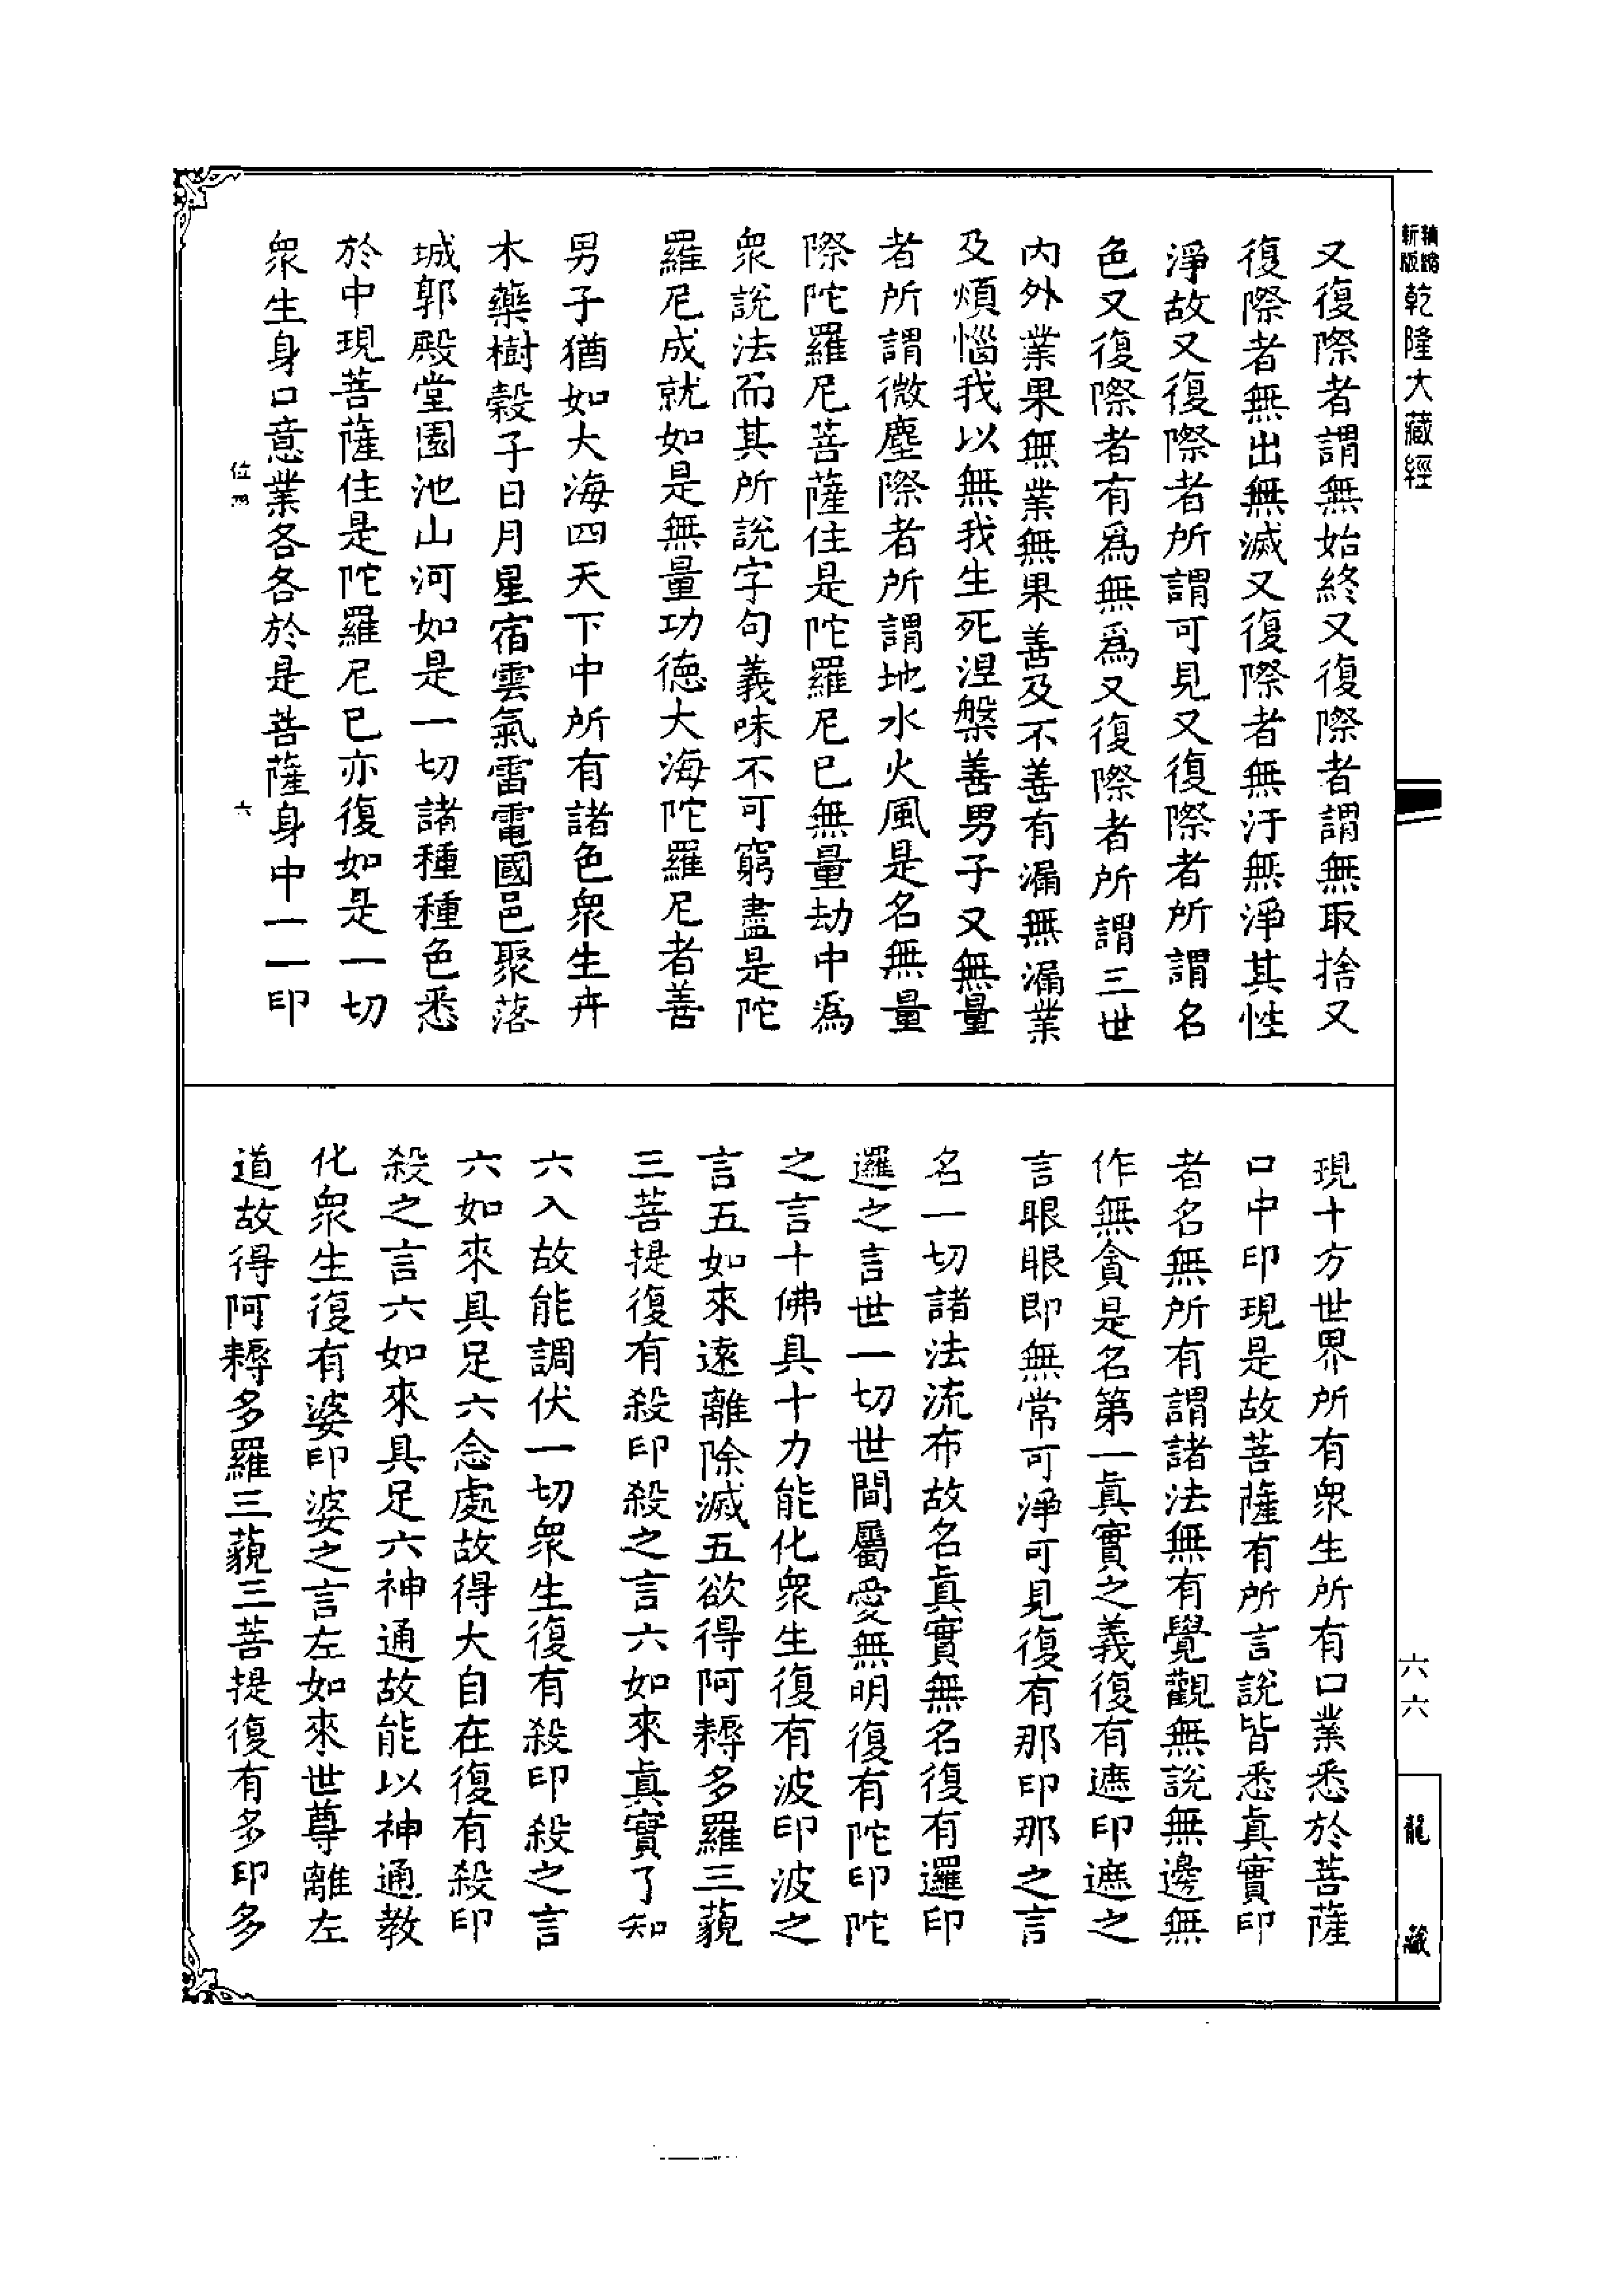 新版
精縮
乾隆大藏經
又復際者謂無始終又復際者謂無取捨又
復際者無出無滅又復際者無汙無淨其性
淨故又復際者所謂可見又復際者所謂名
色又復際者有爲無爲又復際者所謂三世
内外業果無業無果善及不善有漏無漏業
及煩惱我以無我生死涅槃善男子又無量
者所謂微塵際者所謂地水火風是名無量
際陀羅尼菩薩住是陀羅尼已無量劫中爲
衆說法而其所說字句義味不可窮盡是陀
羅尼成就如是無量功德大海陀羅尼者善
男子猶如大海四天下中所有諸色衆生卉
木藥樹穀子日月星宿雲氣雷電國邑聚落
城郭殿堂園池山河如是一切諸種種色悉
於中現菩薩住是陀羅尼已亦復如是一切
衆生身口意業各各於是菩薩身中一一印
位四 六
現十方世界所有衆生所有口業悉於菩薩
口中印現是故菩薩有所言說皆悉眞實印
者名無所有謂諸法無有覺觀無說無邊無
作無貪是名第一眞實之義復有遮印遮之
言眼眼即無常可淨可見復有那印那之言
名一切諸法流布故名眞實無名復有邏印
邏之言世一切世間屬愛無明復有陀印陀
之言十佛具十力能化衆生復有波印波之
言五如來遠離除滅五欲得阿耨多羅三藐
三菩提復有殺印殺之言六如來眞實了知
六入故能調伏一切衆生復有殺印殺之言
六如來具足六念處故得大自在復有殺印
殺之言六如來具足六神通故能以神通教
化衆生復有婆印婆之言左如來世尊離左
道故得阿耨多羅三藐三菩提復有多印多
六六
龍藏